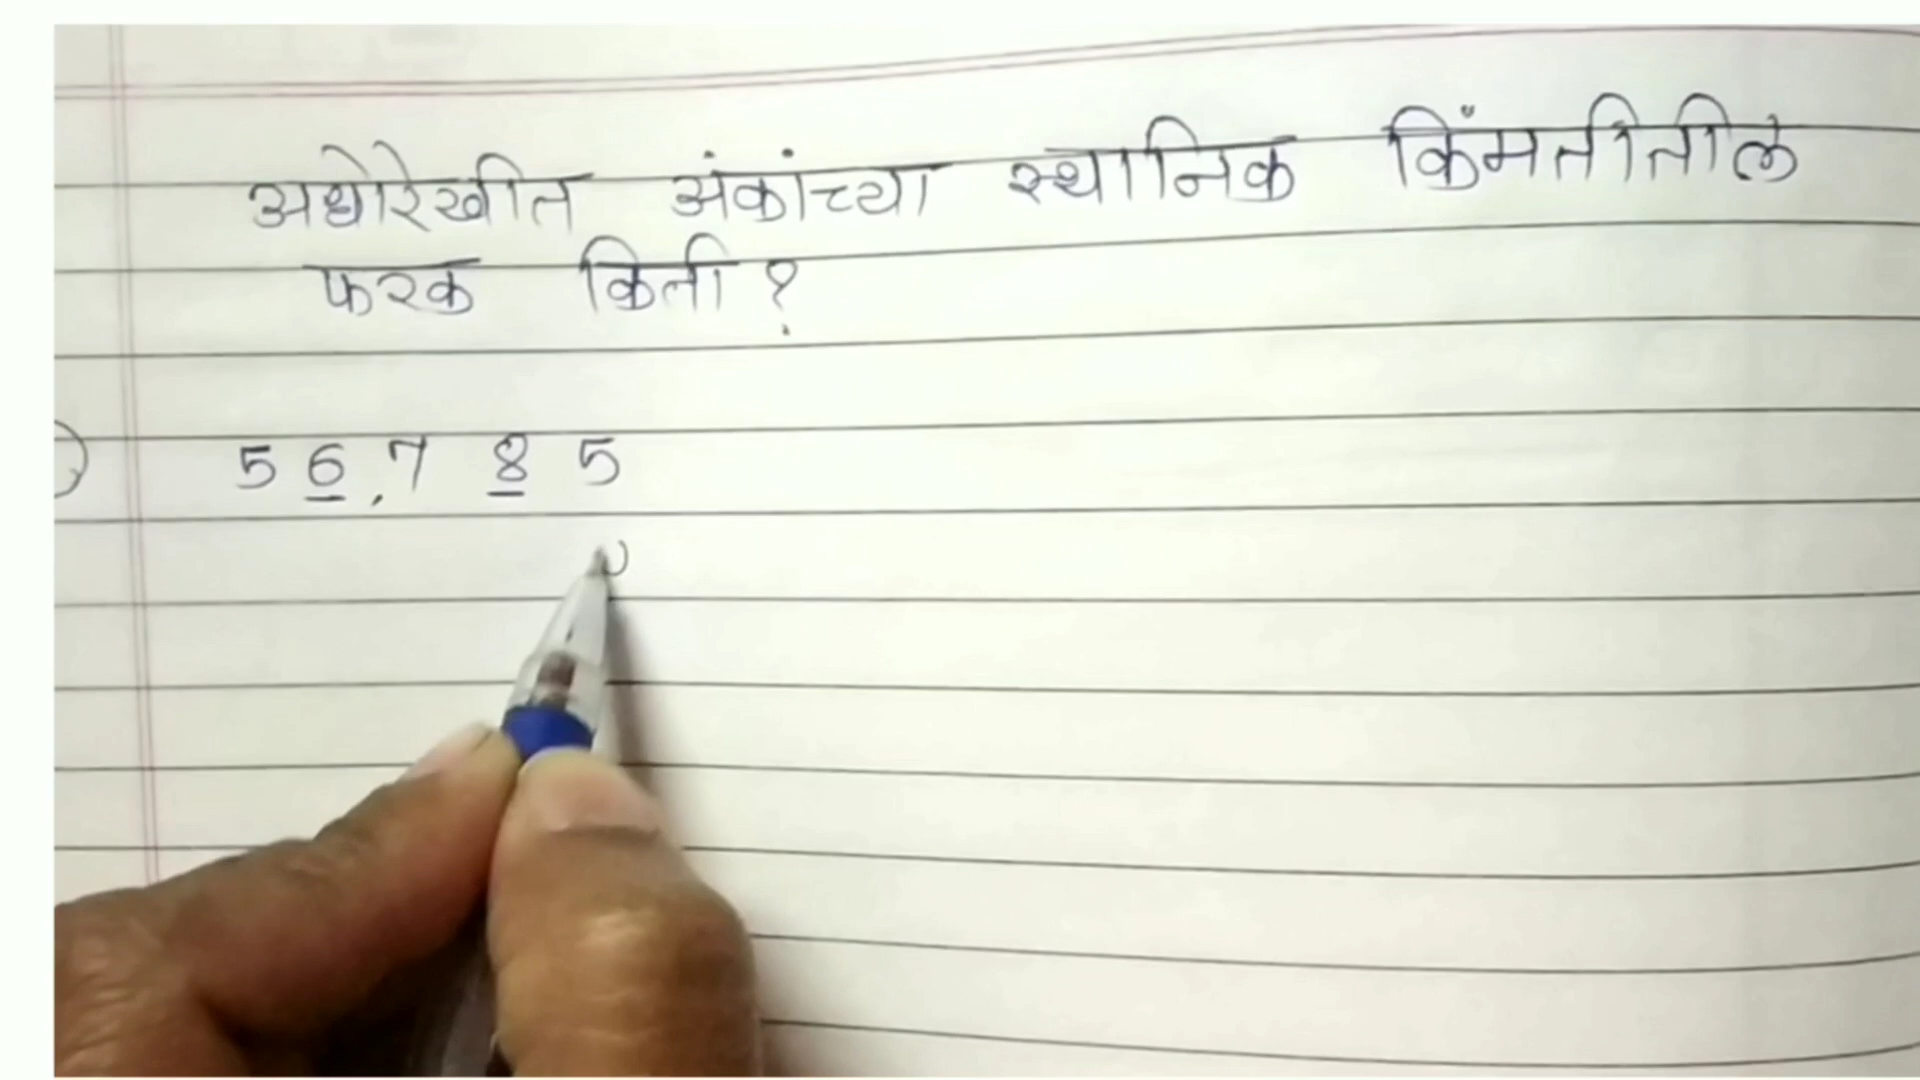 अधोरेखीत अंकांच्या स्थानिक किंमतीतील
फरक किती?
56,785